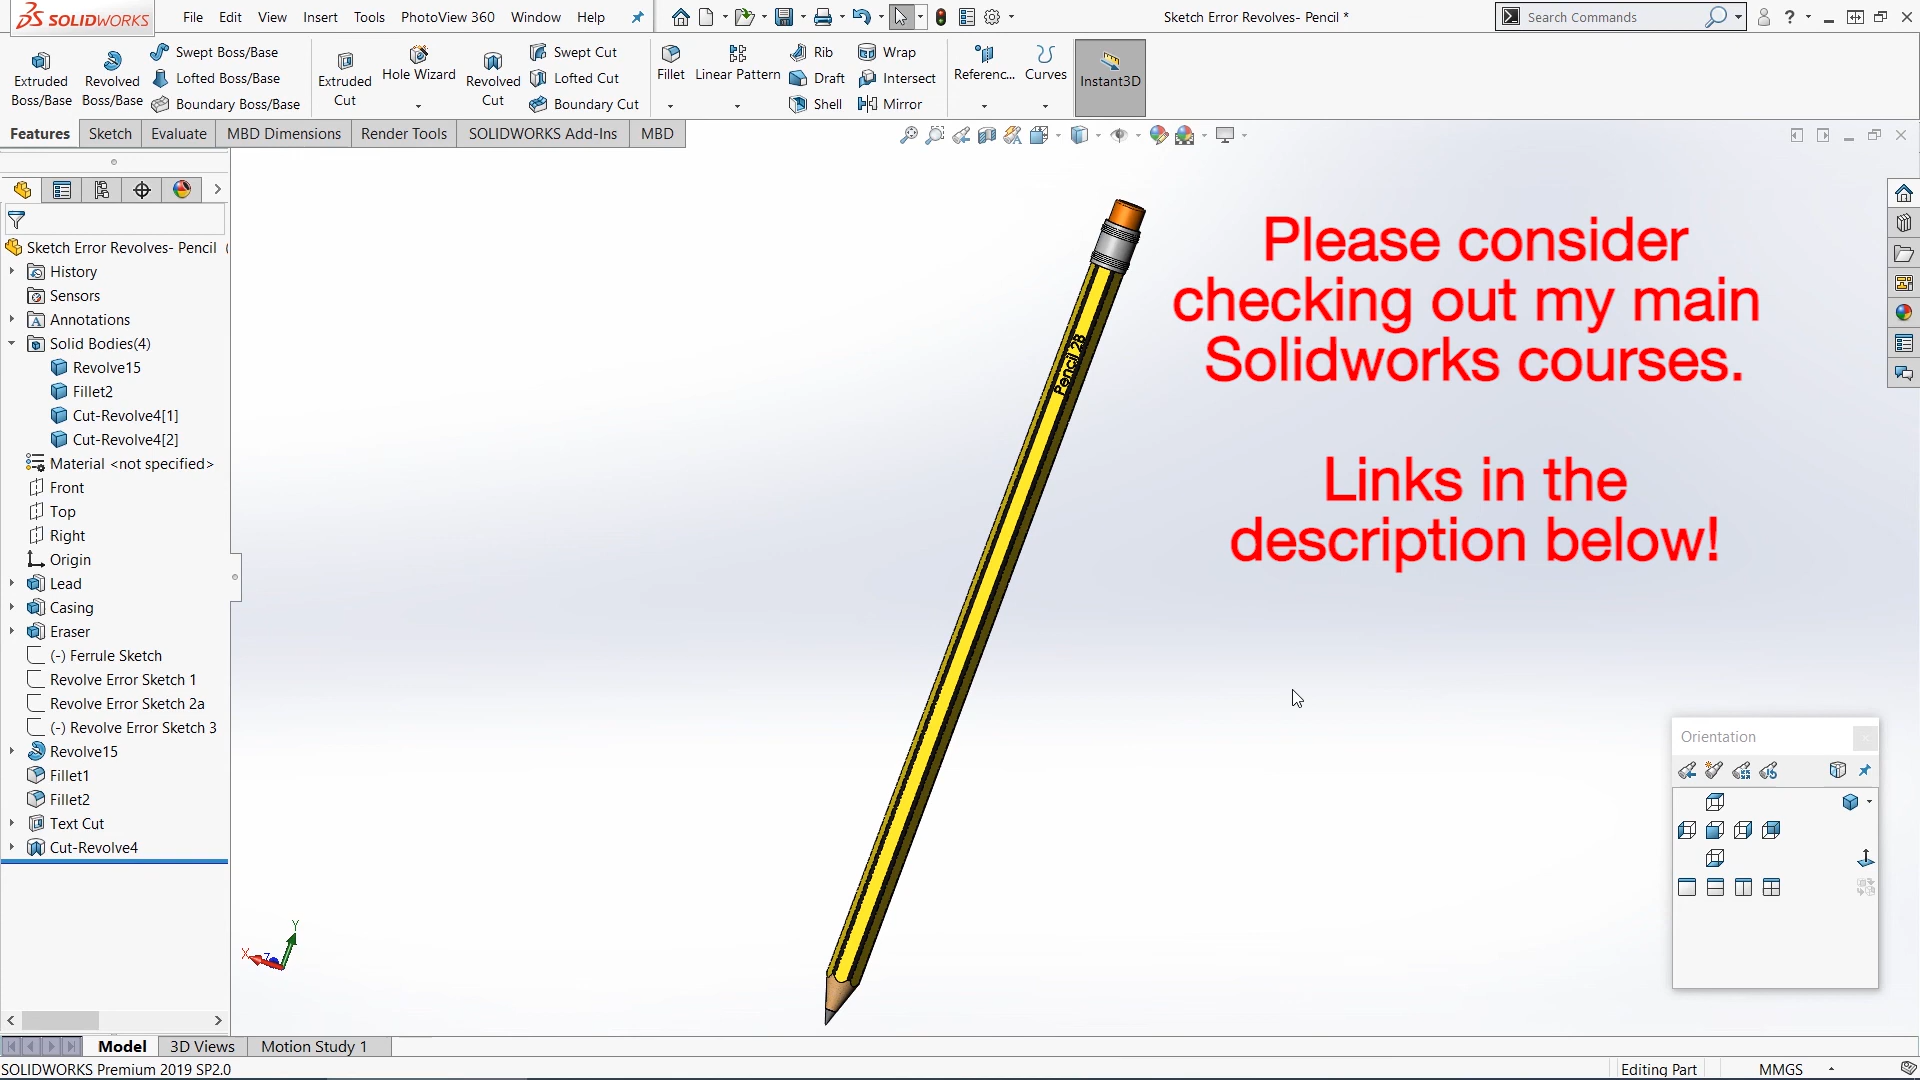 SOLIDWORKS
File Edit View Insert Tools PhotoView 360 Window Help
Sketch Error Revolves- Pencil *
Search Commands
Extruded Boss/Base
Revolved Boss/Base
Swept Boss/Base
Lofted Boss/Base
Boundary Boss/Base
Extruded Cut
Hole Wizard
Revolved Cut
Swept Cut
Lofted Cut
Boundary Cut
Fillet
Linear Pattern
Rib
Draft
Shell
Wrap
Intersect
Mirror
Referenc...
Curves
Instant3D
Features Sketch Evaluate MBD Dimensions Render Tools SOLIDWORKS Add-Ins MBD
Sketch Error Revolves- Pencil (
History
Sensors
Annotations
Solid Bodies(4)
Revolve15
Fillet2
Cut-Revolve4[1]
Cut-Revolve4[2]
Material <not specified>
Front
Top
Right
Origin
Lead
Casing
Eraser
(-) Ferrule Sketch
Revolve Error Sketch 1
Revolve Error Sketch 2a
(-) Revolve Error Sketch 3
Revolve15
Fillet1
Fillet2
Text Cut
Cut-Revolve4
Pencil 2B
Please consider
checking out my main
Solidworks courses.
Links in the
description below!
Orientation
X Y Z
Model 3D Views Motion Study 1
SOLIDWORKS Premium 2019 SP2.0
Editing Part
MMGS